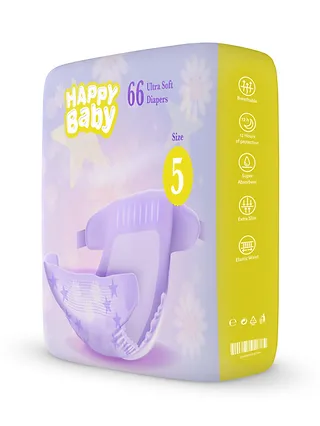 HAPPY
Baby
66 Ultra Soft
Diapers
Size
5
Breathable
12 Hours
of protection
Super
Absorbent
Extra Slim
Elastic Waist